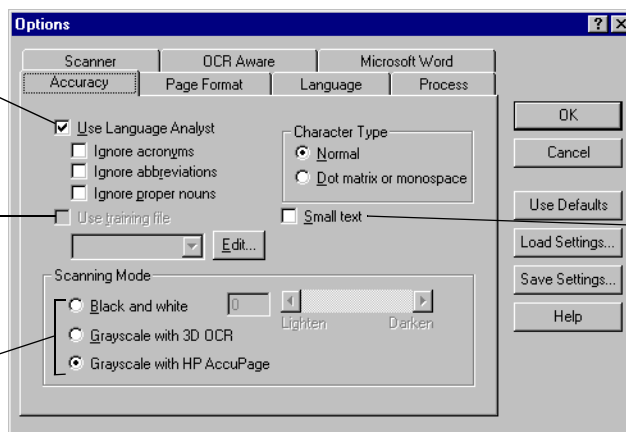 Options
Scanner OCR Aware Microsoft Word
Accuracy Page Format Language Process
Use Language Analyst
Ignore acronyms
Ignore abbreviations
Ignore proper nouns
Use training file
Edit...
Character Type
Normal
Dot matrix or monospace
Small text
Scanning Mode
Black and white 0
Lighten Darken
Grayscale with 3D OCR
Grayscale with HP AccuPage
OK
Cancel
Use Defaults
Load Settings...
Save Settings...
Help